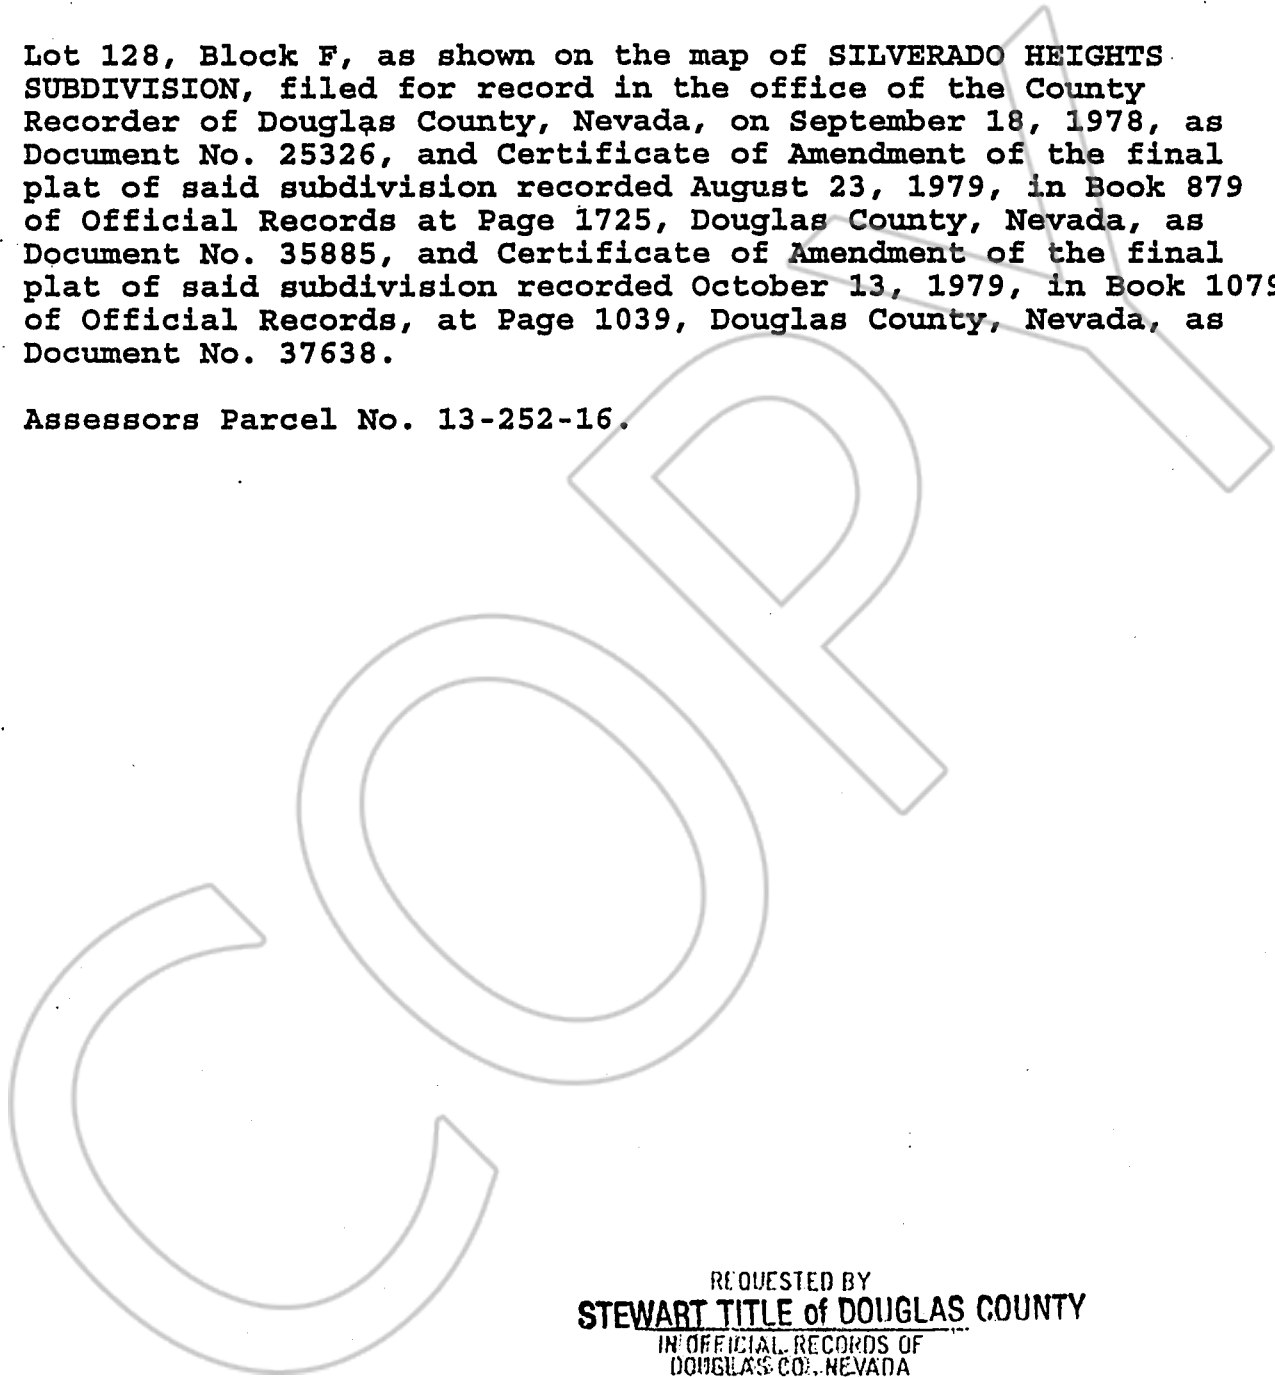 Lot 128, Block F, as shown on the map of SILVERADO HEIGHTS
SUBDIVISION, filed for record in the office of the County
Recorder of Douglas County, Nevada, on September 18, 1978, as
Document No. 25326, and Certificate of Amendment of the final
plat of said subdivision recorded August 23, 1979, in Book 879
of Official Records at Page 1725, Douglas County, Nevada, as
Document No. 35885, and Certificate of Amendment of the final
plat of said subdivision recorded October 13, 1979, in Book 1079
of Official Records, at Page 1039, Douglas County, Nevada, as
Document No. 37638.
Assessors Parcel No. 13-252-16.
COPY
REQUESTED BY
STEWART TITLE of DOUGLAS COUNTY
IN OFFICIAL RECORDS OF
DOUGLAS CO., NEVADA